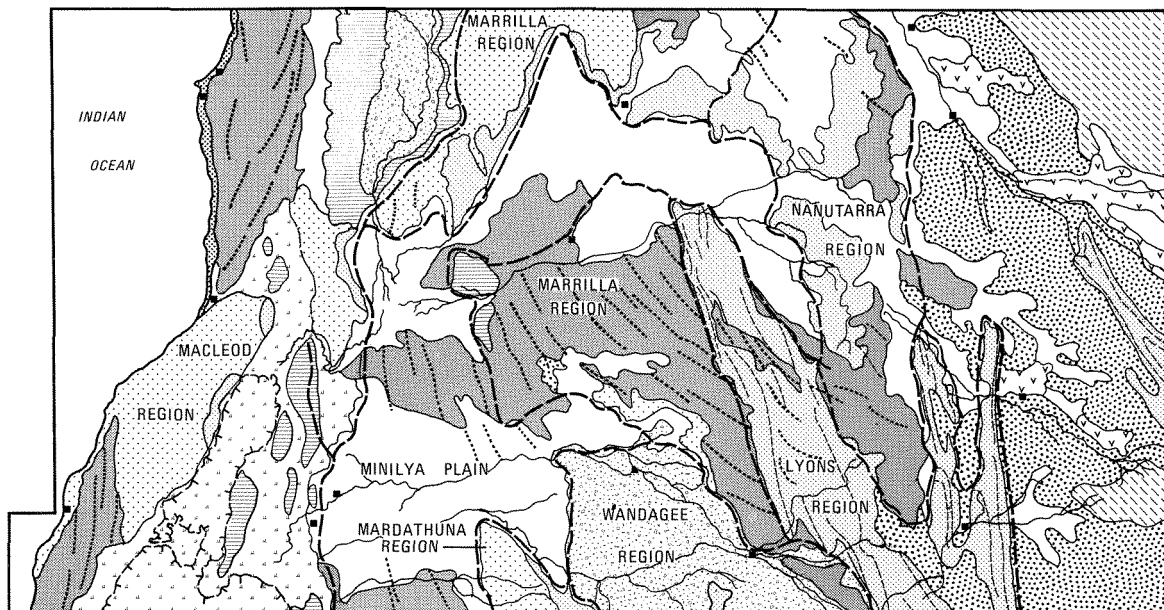 MARRILLA
REGION
INDIAN
OCEAN
NANUTARRA
REGION
MARRILLA
REGION
MACLEOD
REGION
MINILYA PLAIN
LYONS
REGION
WANDAGEE
REGION
MARDATHUNA
REGION